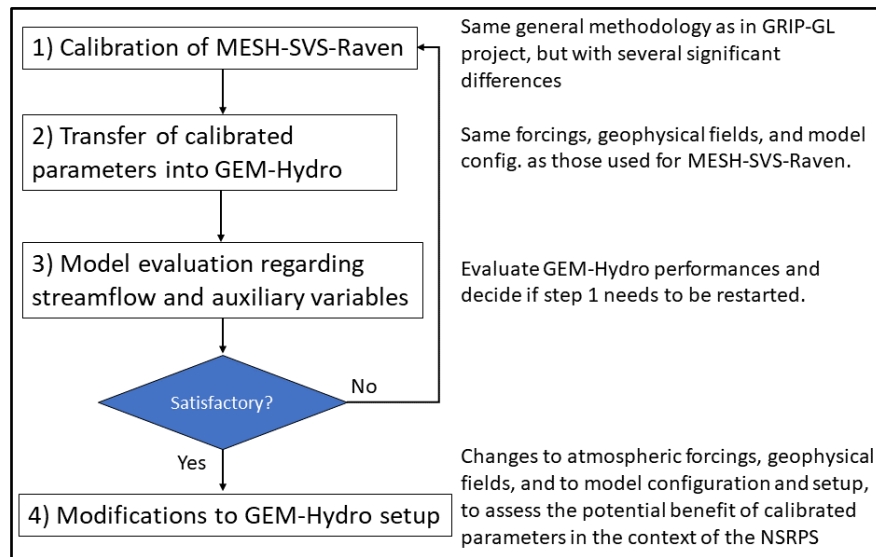 1) Calibration of MESH-SVS-Raven
Same general methodology as in GRIP-GL
project, but with several significant
differences
2) Transfer of calibrated
parameters into GEM-Hydro
Same forcings, geophysical fields, and model
config. as those used for MESH-SVS-Raven.
3) Model evaluation regarding
streamflow and auxiliary variables
Evaluate GEM-Hydro performances and
decide if step 1 needs to be restarted.
Satisfactory?
No
Yes
4) Modifications to GEM-Hydro setup
Changes to atmospheric forcings, geophysical
fields, and to model configuration and setup,
to assess the potential benefit of calibrated
parameters in the context of the NSRPS